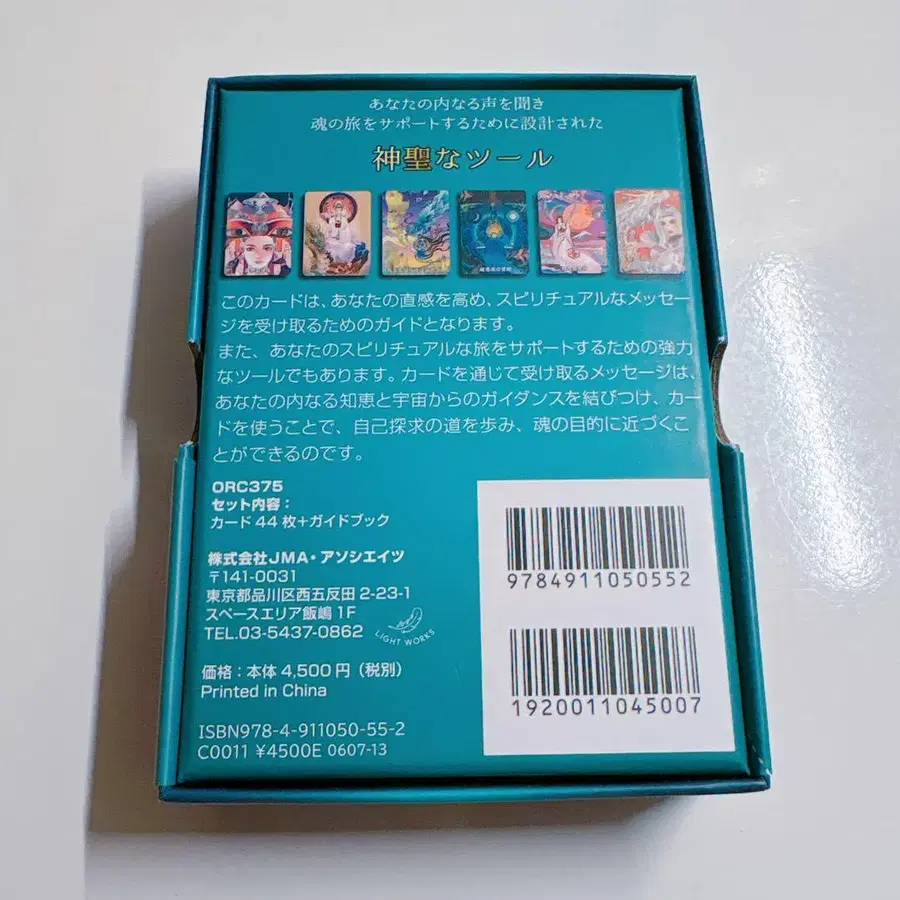 あなたの内なる声を聞き
魂の旅をサポートするために設計された
神聖なツール
このカードは、あなたの直感を高め、スピリチュアルなメッセー
ジを受け取るためのガイドとなります。
また、あなたのスピリチュアルな旅をサポートするための強力
なツールでもあります。カードを通じて受け取るメッセージは、
あなたの内なる知恵と宇宙からのガイダンスを結びつけ、カー
ドを使うことで、自己探求の道を歩み、魂の目的に近づくこ
とができるのです。
ORC375
セット内容：
カード 44 枚+ガイドブック
株式会社JMA・アソシエイツ
〒141-0031
東京都品川区西五反田 2-23-1
スペースエリア飯嶋 1F
TEL.03-5437-0862
LIGHT WORKS
価格：本体 4,500 円（税別）
Printed in China
ISBN978-4-911050-55-2
C0011 ¥4500E 0607-13
9784911050552
1920011045007